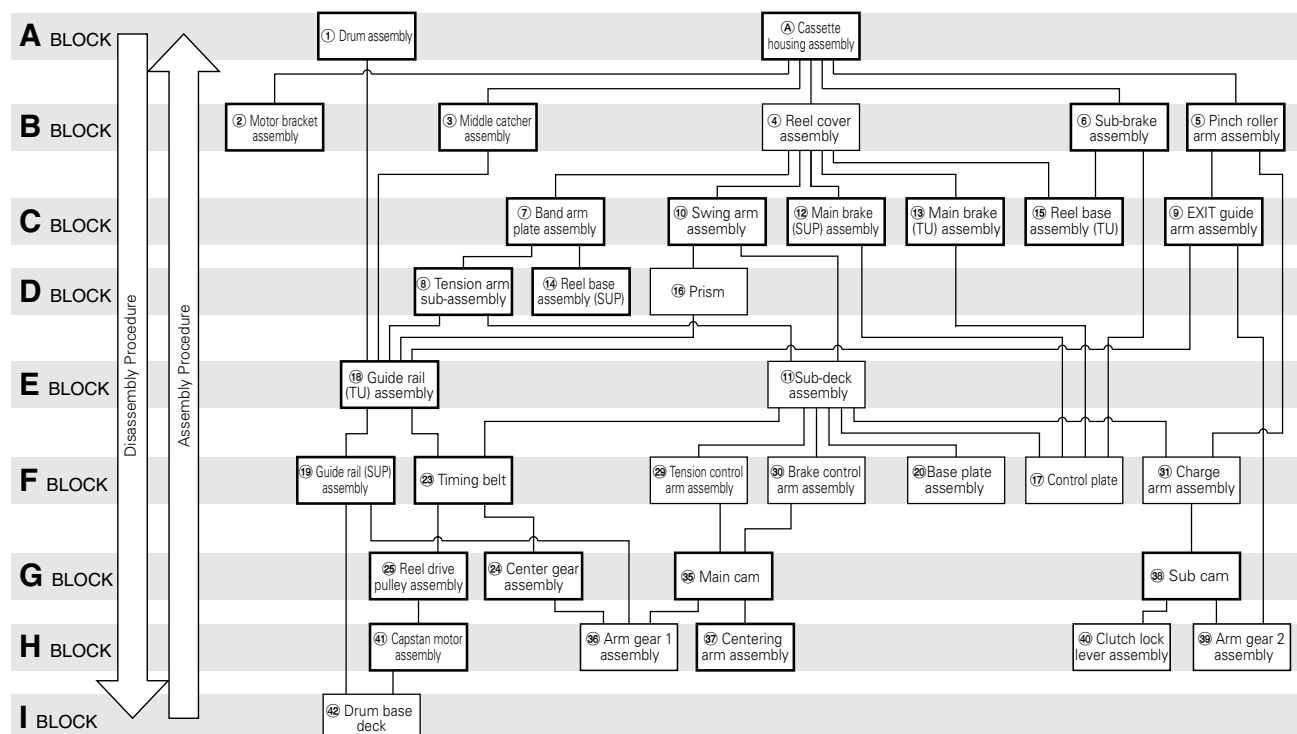 A BLOCK
① Drum assembly
Ⓐ Cassette
housing assembly
B BLOCK
② Motor bracket
assembly
③ Middle catcher
assembly
④ Reel cover
assembly
⑥ Sub-brake
assembly
⑤ Pinch roller
arm assembly
C BLOCK
⑦ Band arm
plate assembly
⑩ Swing arm
assembly
⑫ Main brake
(SUP) assembly
⑬ Main brake
(TU) assembly
⑮ Reel base
assembly (TU)
⑨ EXIT guide
arm assembly
D BLOCK
⑧ Tension arm
sub-assembly
⑭ Reel base
assembly (SUP)
⑯ Prism
Disassembly Procedure
Assembly Procedure
E BLOCK
⑱ Guide rail
(TU) assembly
⑪Sub-deck
assembly
F BLOCK
⑲ Guide rail (SUP)
assembly
㉓ Timing belt
㉙ Tension control
arm assembly
㉚ Brake control
arm assembly
⑳Base plate
assembly
⑰ Control plate
㉛ Charge
arm assembly
G BLOCK
㉕ Reel drive
pulley assembly
㉔ Center gear
assembly
㉟ Main cam
㊳ Sub cam
H BLOCK
㊶ Capstan motor
assembly
㊱ Arm gear 1
assembly
㊲ Centering
arm assembly
㊵ Clutch lock
lever assembly
㊴ Arm gear 2
assembly
I BLOCK
㊷ Drum base
deck